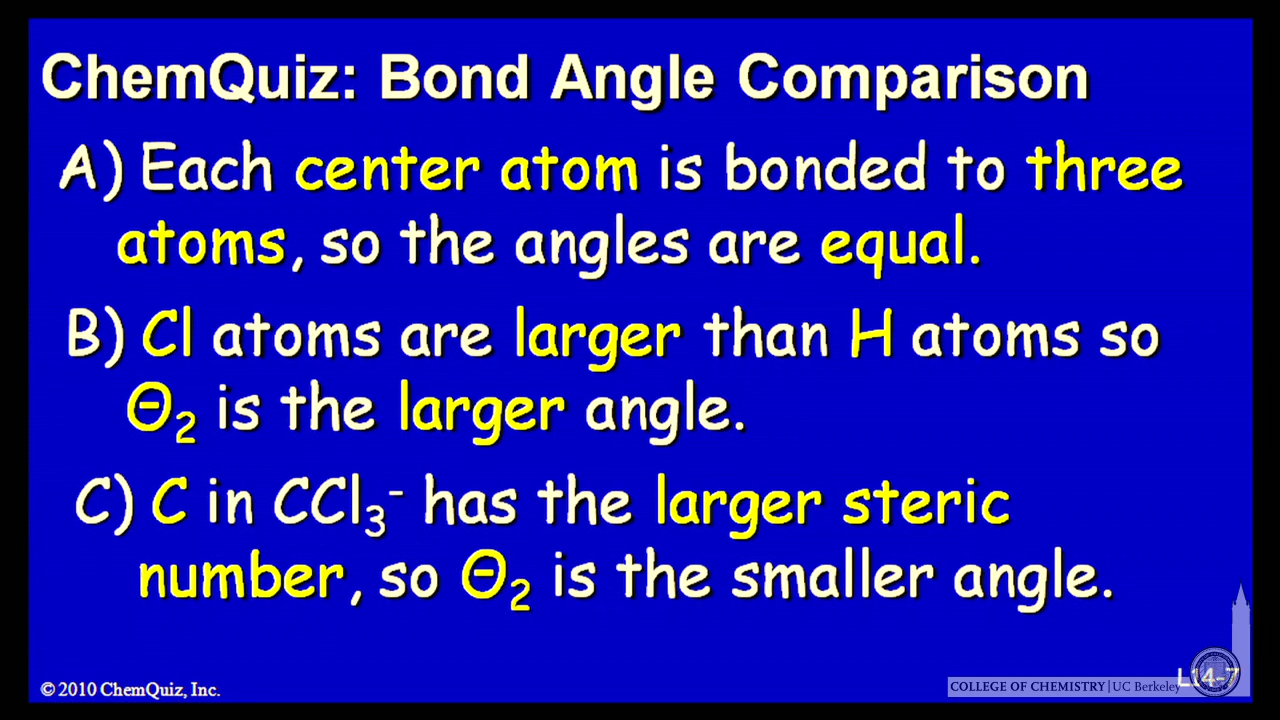 ChemQuiz: Bond Angle Comparison
A) Each center atom is bonded to three
atoms, so the angles are equal.
B) Cl atoms are larger than H atoms so
Θ₂ is the larger angle.
C) C in CCl₃⁻ has the larger steric
number, so Θ₂ is the smaller angle.
© 2010 ChemQuiz, Inc.
COLLEGE OF CHEMISTRY | UC Berkeley
L14-7